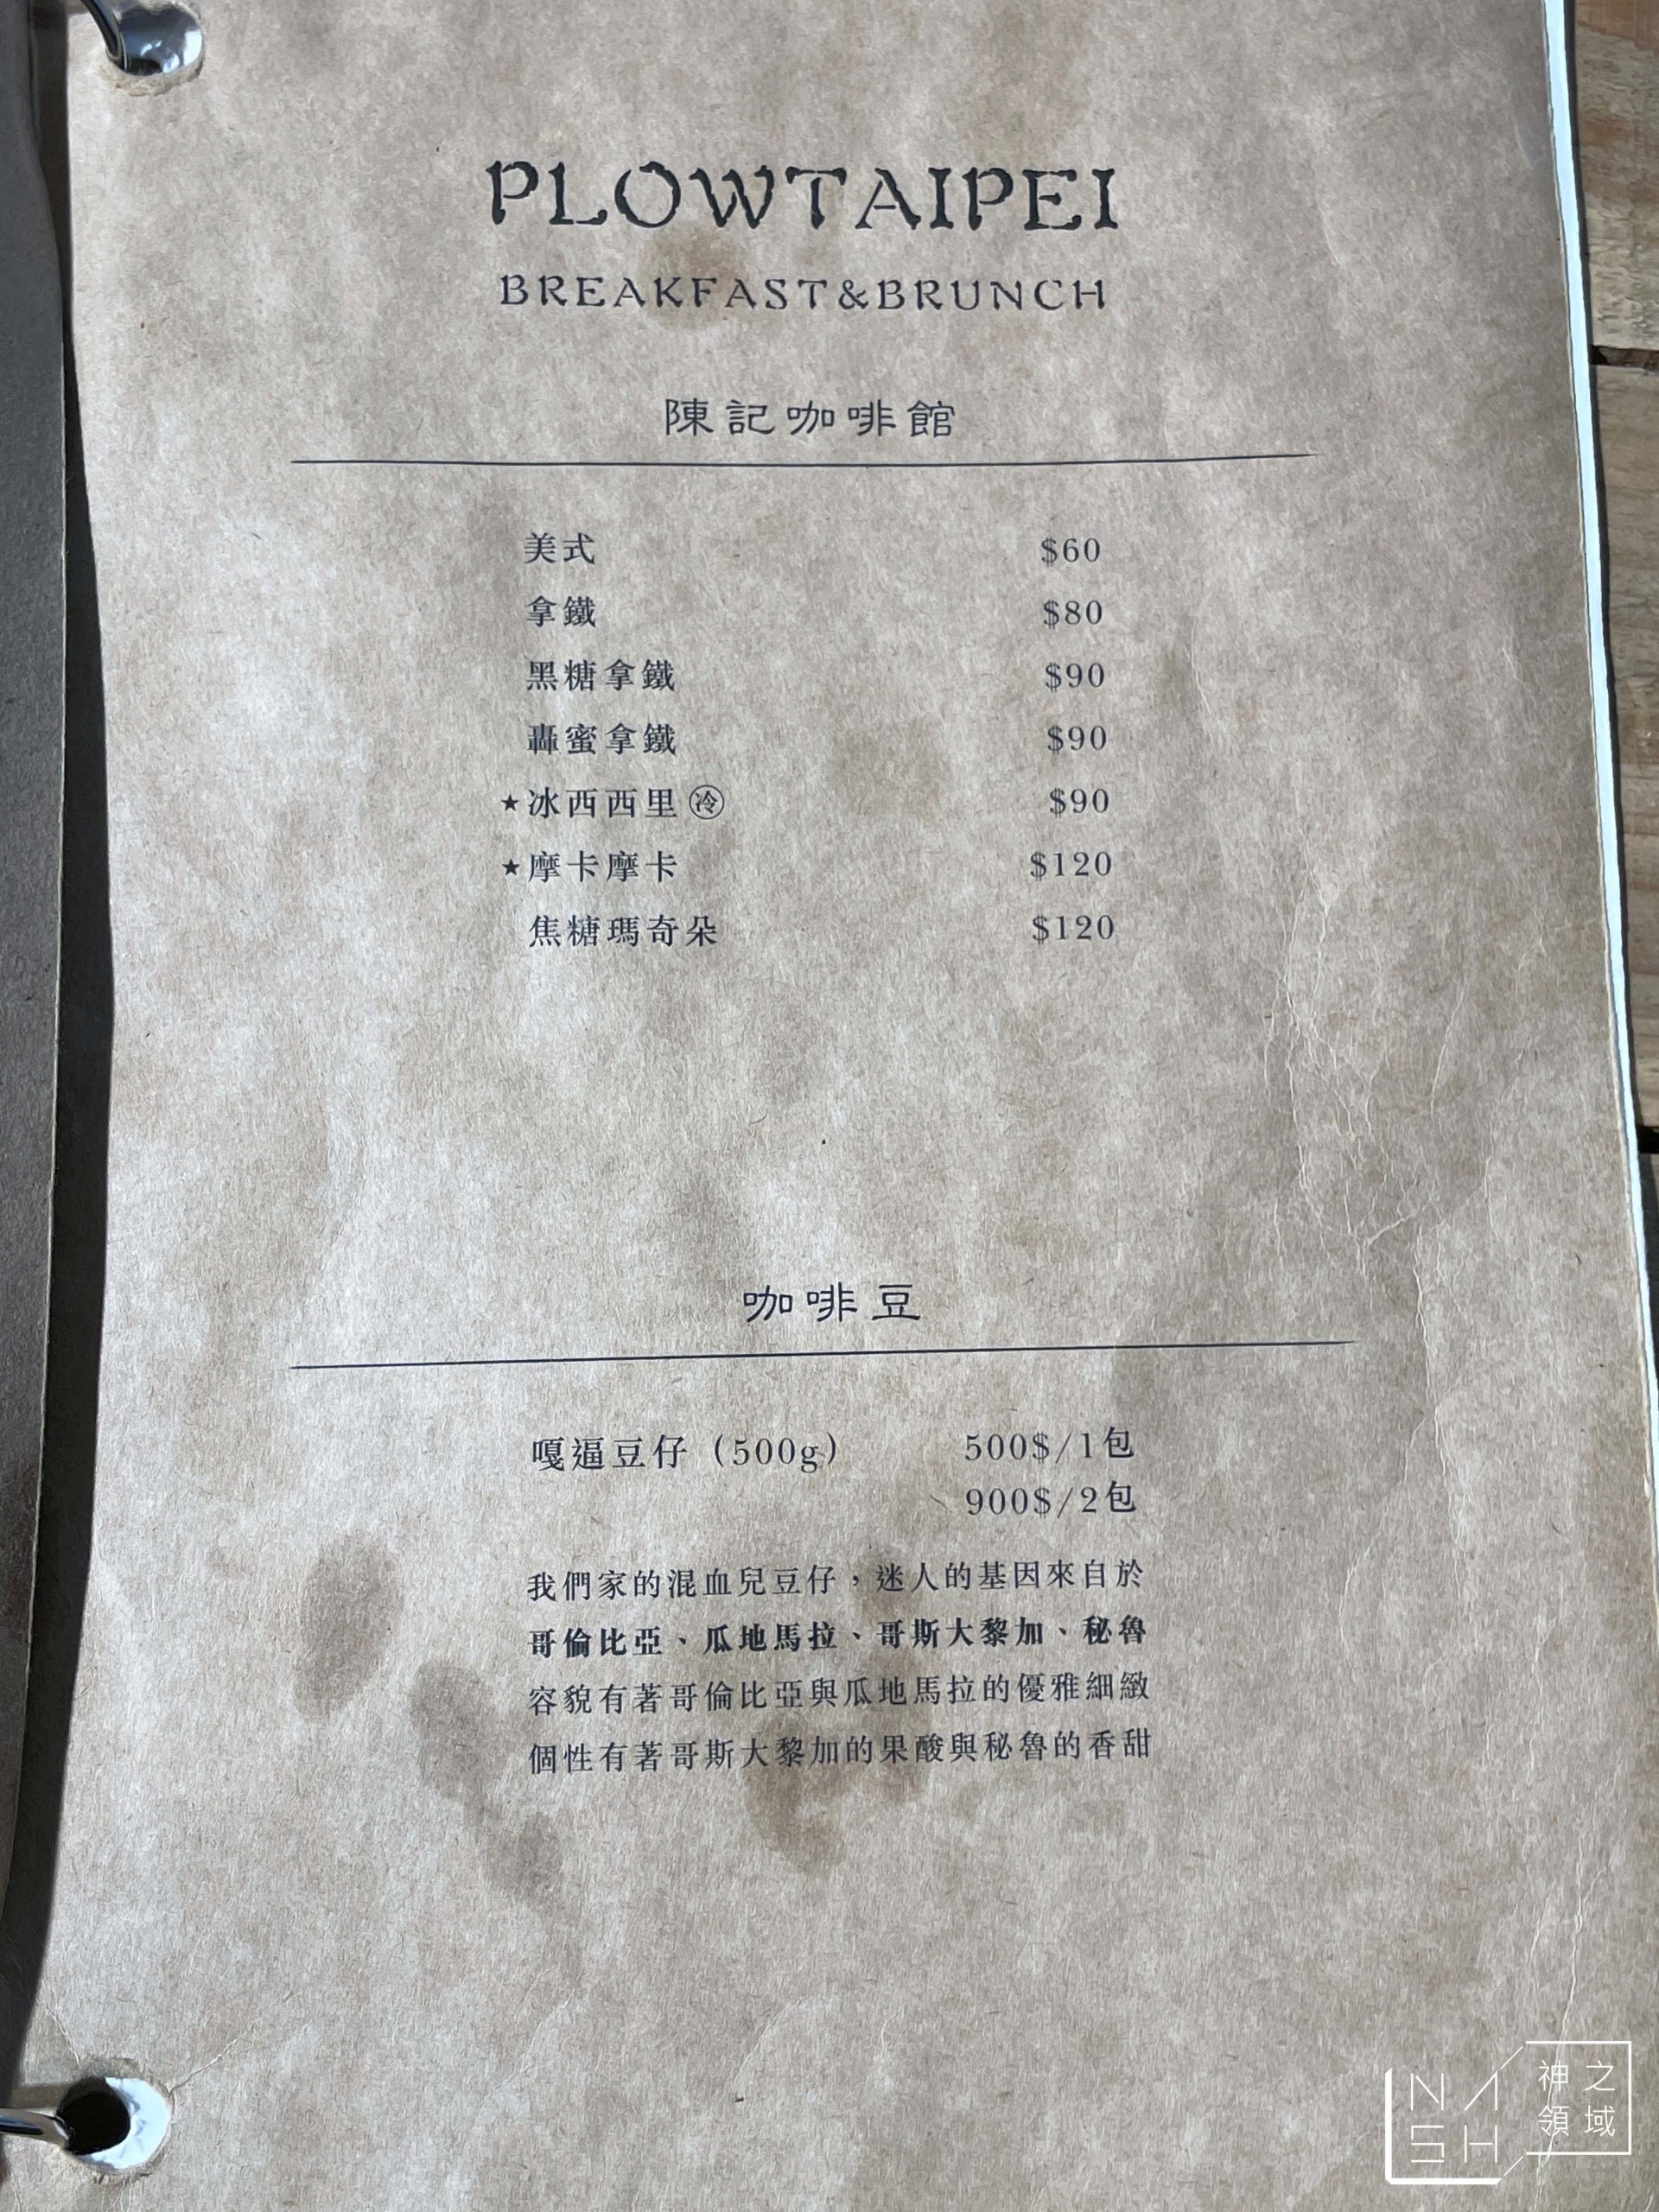 PLOWTAIPEI
BREAKFAST&BRUNCH
陳記咖啡館
美式 $60
拿鐵 $80
黑糖拿鐵 $90
轟蜜拿鐵 $90
★冰西西里㊥冷 $90
★摩卡摩卡 $120
焦糖瑪奇朵 $120
咖啡豆
嘎逼豆仔（500g） 500$/1包
900$/2包
我們家的混血兒豆仔，迷人的基因來自於
哥倫比亞、瓜地馬拉、哥斯大黎加、秘魯
容貌有著哥倫比亞與瓜地馬拉的優雅細緻
個性有著哥斯大黎加的果酸與秘魯的香甜
NASH 神之領域